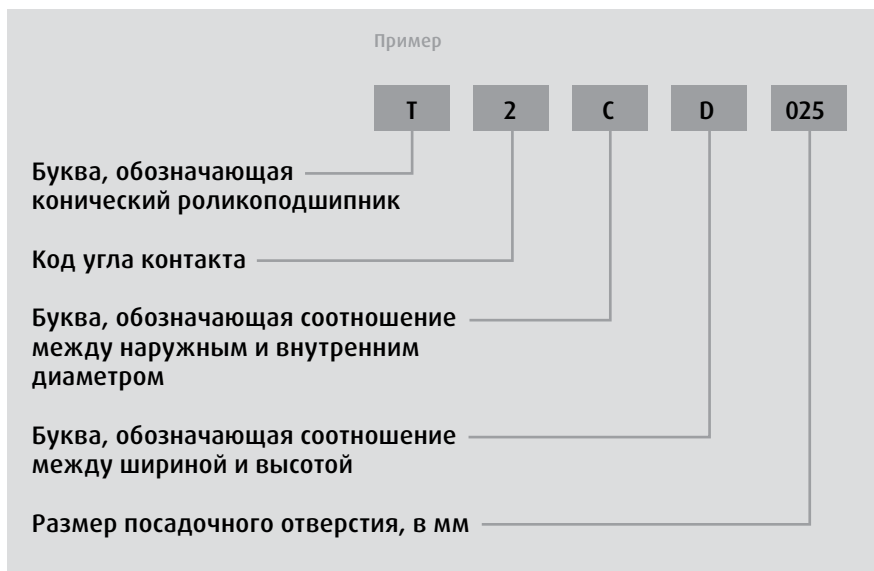 Пример
T 2 C D 025
Буква, обозначающая
конический роликоподшипник
Код угла контакта
Буква, обозначающая соотношение
между наружным и внутренним
диаметром
Буква, обозначающая соотношение
между шириной и высотой
Размер посадочного отверстия, в мм